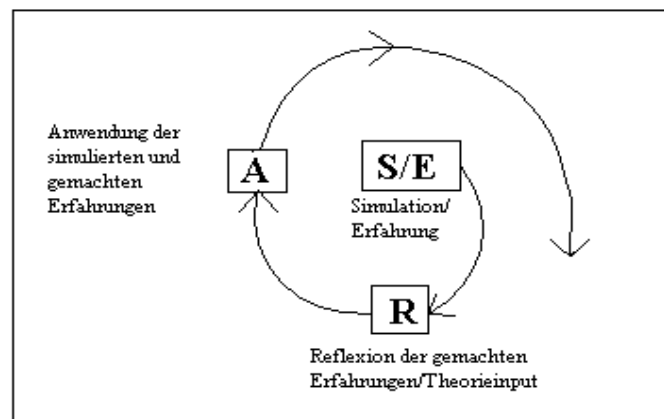 Anwendung der
simulierten und
gemachten
Erfahrungen
A
S/E
Simulation/
Erfahrung
R
Reflexion der gemachten
Erfahrungen/Theorieinput